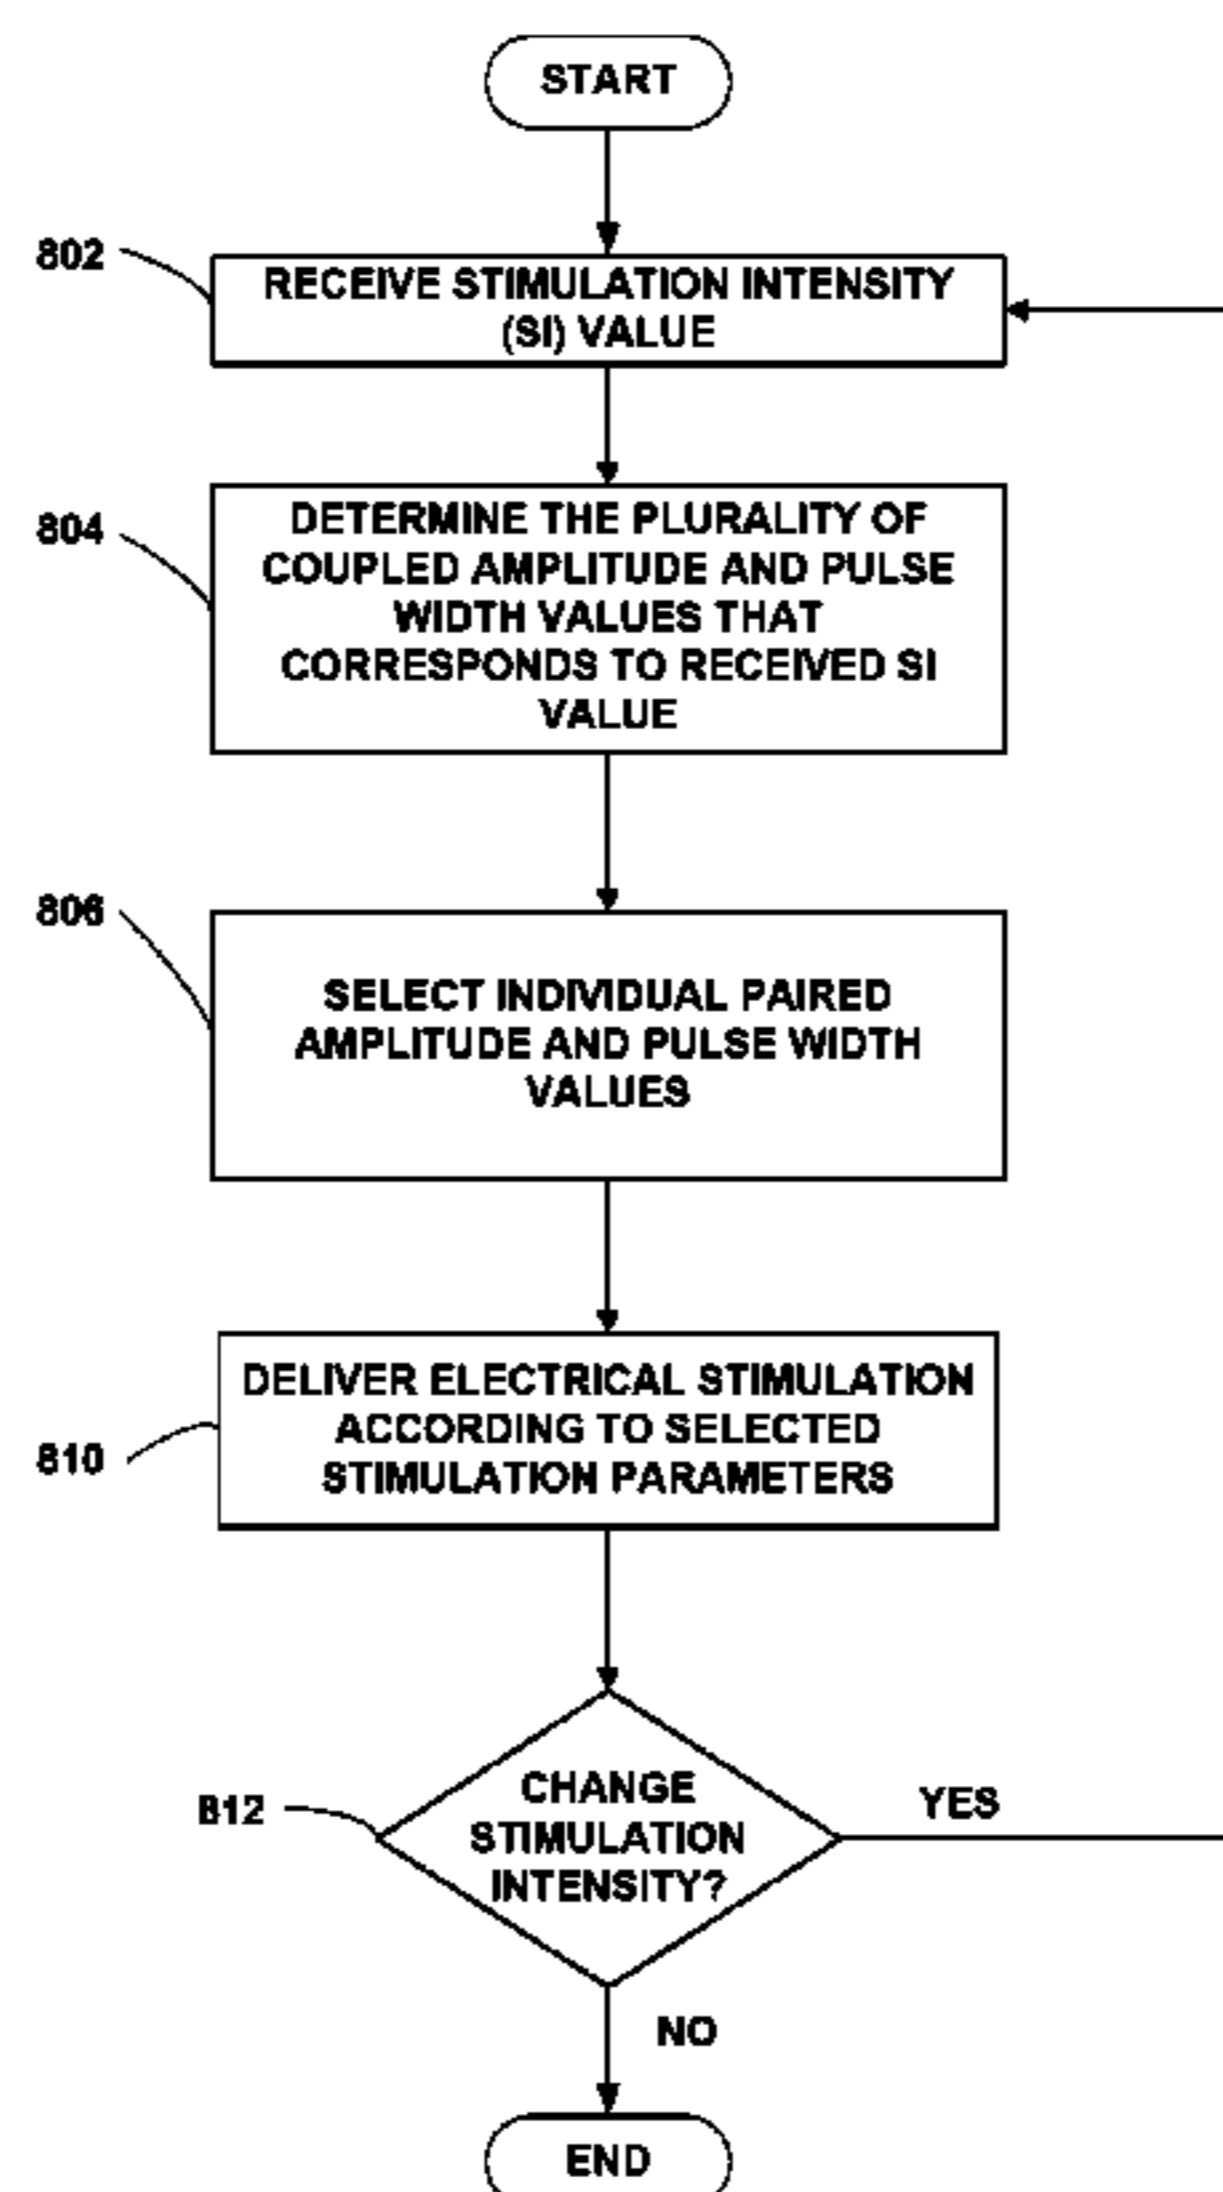 START
802
RECEIVE STIMULATION INTENSITY
(SI) VALUE
804
DETERMINE THE PLURALITY OF
COUPLED AMPLITUDE AND PULSE
WIDTH VALUES THAT
CORRESPONDS TO RECEIVED SI
VALUE
806
SELECT INDIVIDUAL PAIRED
AMPLITUDE AND PULSE WIDTH
VALUES
810
DELIVER ELECTRICAL STIMULATION
ACCORDING TO SELECTED
STIMULATION PARAMETERS
812
CHANGE
STIMULATION
INTENSITY?
YES
NO
END